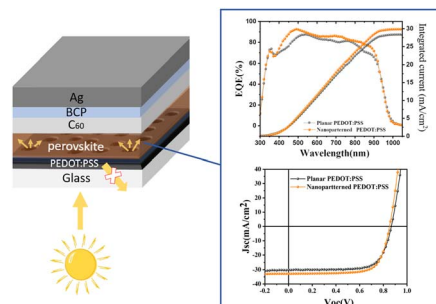 Ag
BCP
C60
perovskite
PEDOT:PSS
Glass
EQE(%)
100
80
60
40
20
0
Planar PEDOT:PSS
Nanoparterned PEDOT:PSS
300 400 500 600 700 800 900 1000
Wavelength(nm)
30
25
20
15
10
5
0
Integrated current (mA/cm²)
Jsc(mA/cm²)
40
30
20
10
0
-10
-20
-30
-40
Planar PEDOT:PSS
Nanopartterned PEDOT:PSS
-0.2 0.0 0.2 0.4 0.6 0.8 1.0
Voc(V)